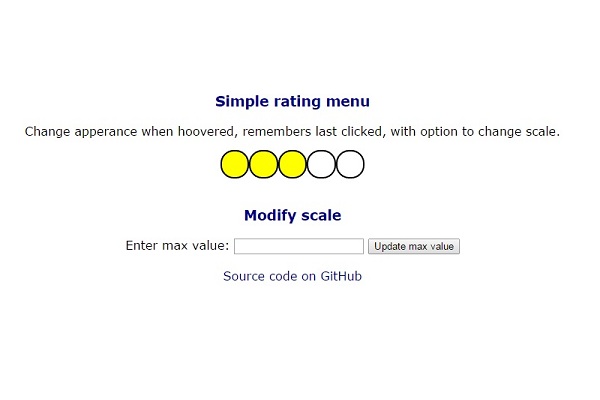 Simple rating menu
Change apperance when hoovered, remembers last clicked, with option to change scale.
Modify scale
Enter max value: Update max value
Source code on GitHub